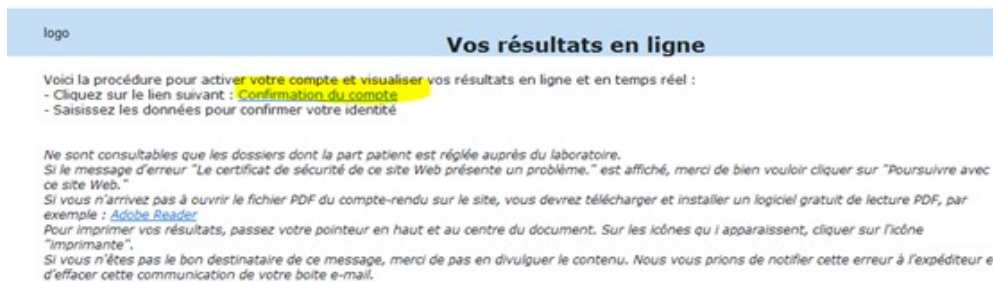 logo
Vos résultats en ligne
Voici la procédure pour activer votre compte et visualiser vos résultats en ligne et en temps réel :
- Cliquez sur le lien suivant : Confirmation du compte
- Saisissez les données pour confirmer votre identité
Ne sont consultables que les dossiers dont la part patient est réglée auprès du laboratoire.
Si le message d'erreur "Le certificat de sécurité de ce site Web présente un problème." est affiché, merci de bien vouloir cliquer sur "Poursuivre avec
ce site Web."
Si vous n'arrivez pas à ouvrir le fichier PDF du compte-rendu sur le site, vous devrez télécharger et installer un logiciel gratuit de lecture PDF, par
exemple : Adobe Reader
Pour imprimer vos résultats, passez votre pointeur en haut et au centre du document. Sur les icônes qu i apparaissent, cliquer sur l'icône
"imprimante".
Si vous n'êtes pas le bon destinataire de ce message, merci de pas en divulguer le contenu. Nous vous prions de notifier cette erreur à l'expéditeur e
d'effacer cette communication de votre boite e-mail.